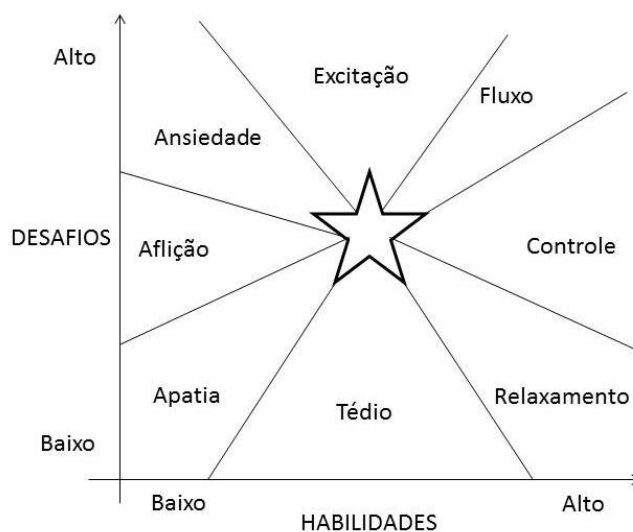 Alto
Excitação
Fluxo
Ansiedade
DESAFIOS
Aflição
Controle
Apatia
Tédio
Relaxamento
Baixo
Baixo
Alto
HABILIDADES